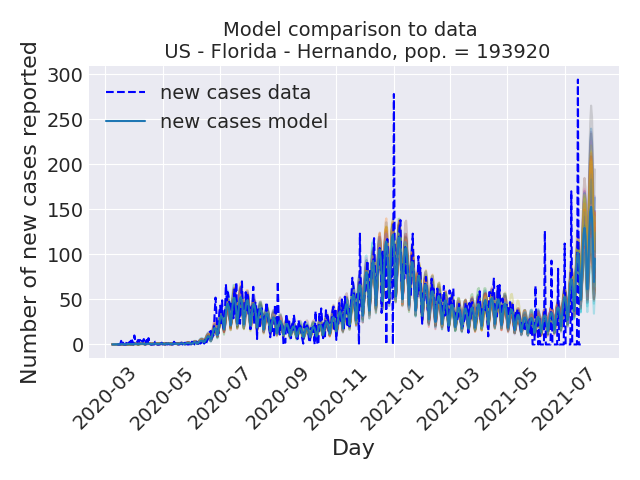 Model comparison to data
US - Florida - Hernando, pop. = 193920
Number of new cases reported
300
250
200
150
100
50
0
new cases data
new cases model
2020-03
2020-05
2020-07
2020-09
2020-11
2021-01
2021-03
2021-05
2021-07
Day